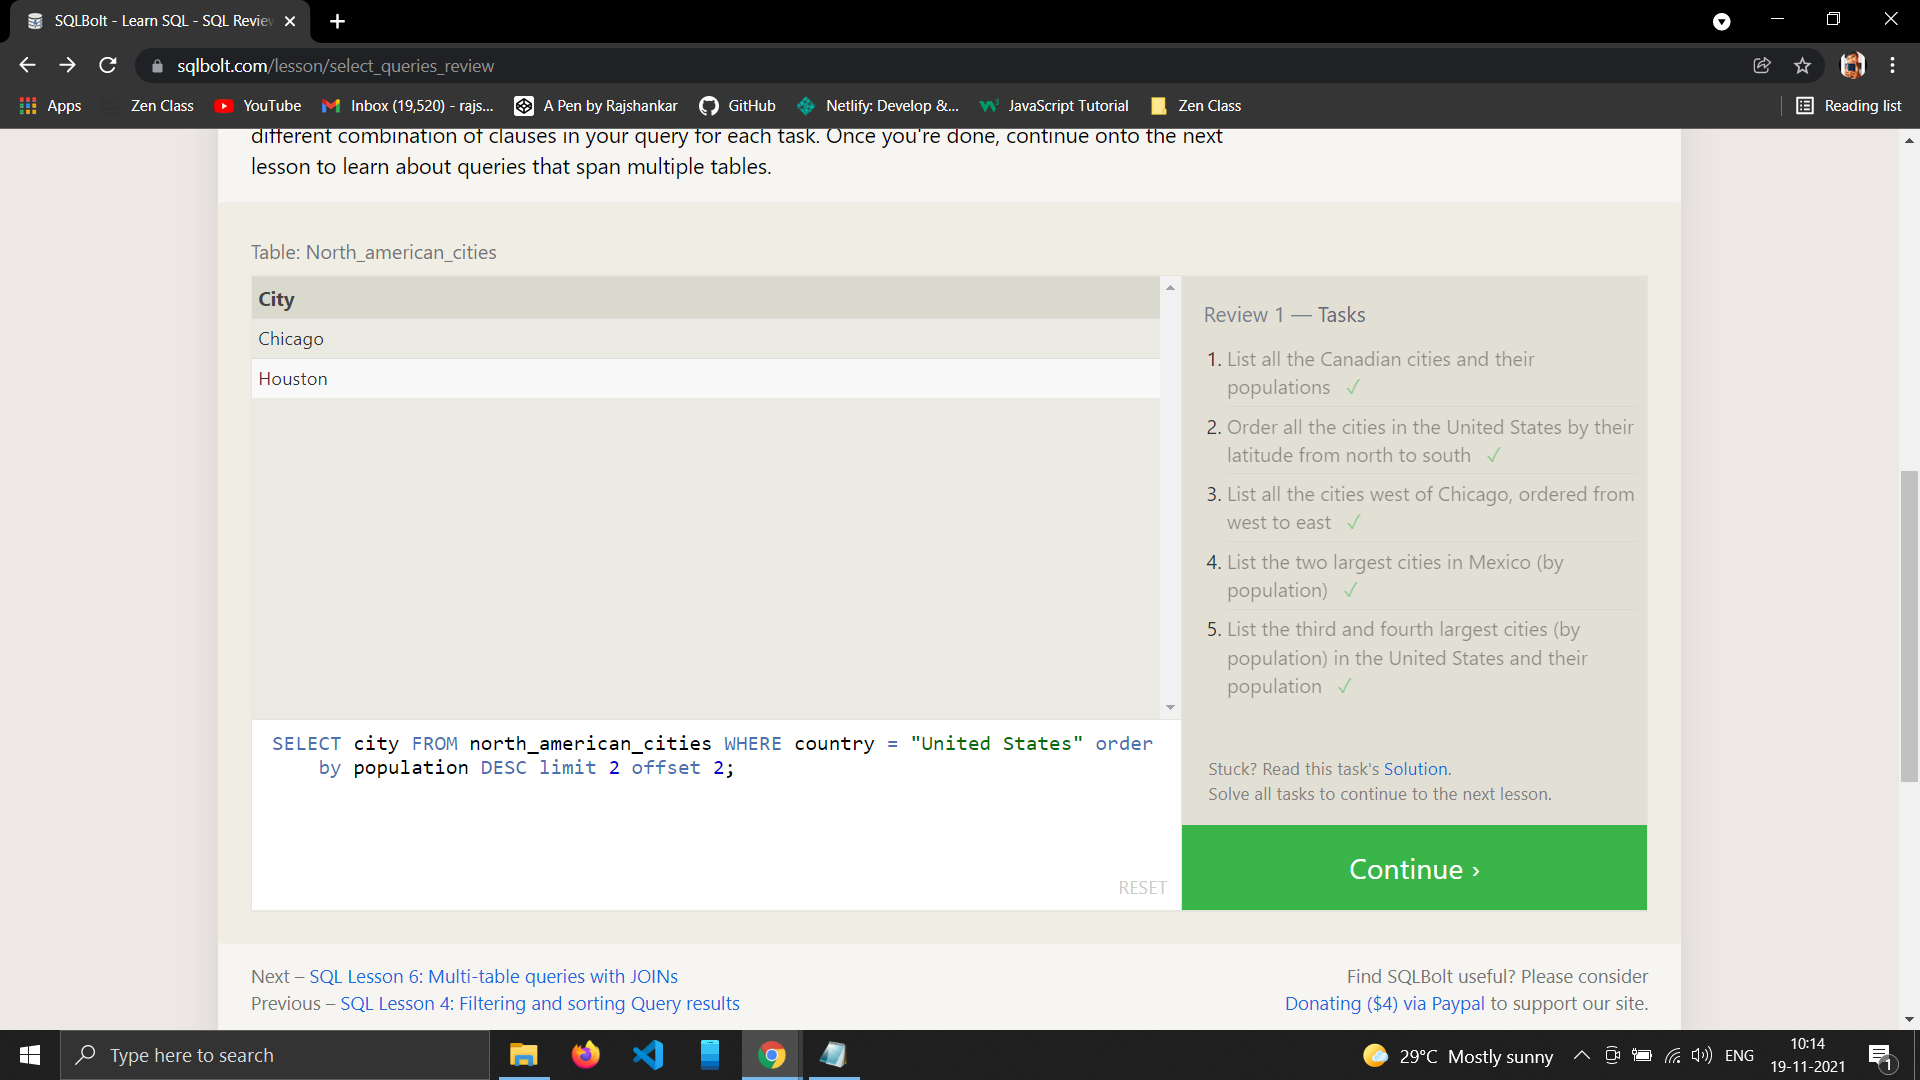 SQLBolt - Learn SQL - SQL Review
sqlbolt.com/lesson/select_queries_review
Apps
Zen Class
YouTube
Inbox (19,520) - rajs...
A Pen by Rajshankar
GitHub
Netlify: Develop &...
JavaScript Tutorial
Zen Class
Reading list
different combination of clauses in your query for each task. Once you're done, continue onto the next
lesson to learn about queries that span multiple tables.
Table: North_american_cities
City
Chicago
Houston
SELECT city FROM north_american_cities WHERE country = "United States" order
by population DESC limit 2 offset 2;
RESET
Review 1 — Tasks
1. List all the Canadian cities and their
populations ✓
2. Order all the cities in the United States by their
latitude from north to south ✓
3. List all the cities west of Chicago, ordered from
west to east ✓
4. List the two largest cities in Mexico (by
population) ✓
5. List the third and fourth largest cities (by
population) in the United States and their
population ✓
Stuck? Read this task's Solution.
Solve all tasks to continue to the next lesson.
Continue ›
Next – SQL Lesson 6: Multi-table queries with JOINs
Previous – SQL Lesson 4: Filtering and sorting Query results
Find SQLBolt useful? Please consider
Donating ($4) via Paypal to support our site.
Type here to search
29°C Mostly sunny
ENG
10:14
19-11-2021
1